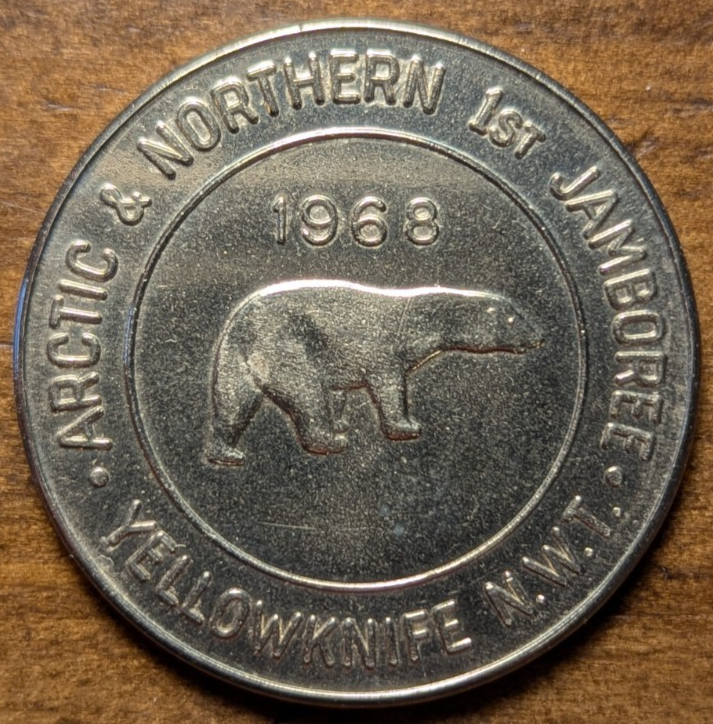 · ARCTIC & NORTHERN 1ST JAMBOREE ·
1968
YELLOWKNIFE N.W.T.